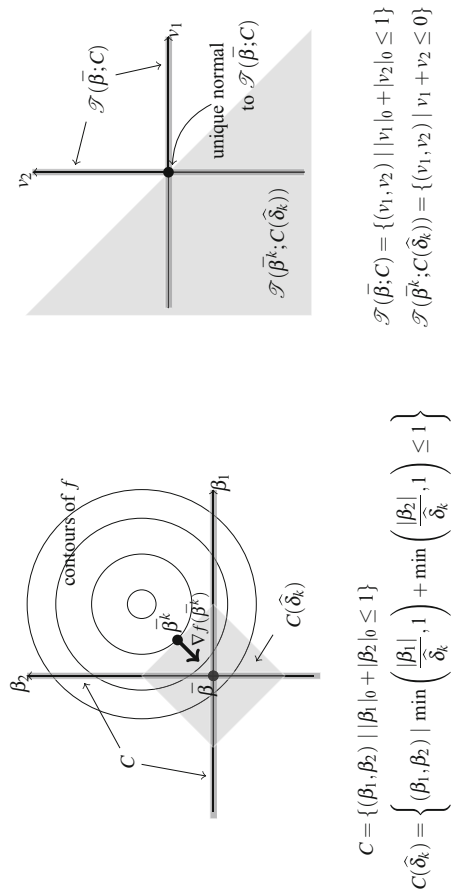 β₂
C
contours of f
β̄ᵏ
∇f(β̄ᵏ)
β̄
β₁
C(δ̂ₖ)
C = {(β₁,β₂) | |β₁|₀ + |β₂|₀ ≤ 1}
C(δ̂ₖ) = {(β₁,β₂) | min(|β₁|/δ̂ₖ, 1) + min(|β₂|/δ̂ₖ, 1) ≤ 1}
v₂
𝒯(β̄;C)
v₁
unique normal
to 𝒯(β̄;C)
𝒯(β̄ᵏ;C(δ̂ₖ))
𝒯(β̄;C) = {(v₁,v₂) | |v₁|₀ + |v₂|₀ ≤ 1}
𝒯(β̄ᵏ;C(δ̂ₖ)) = {(v₁,v₂) | v₁ + v₂ ≤ 0}